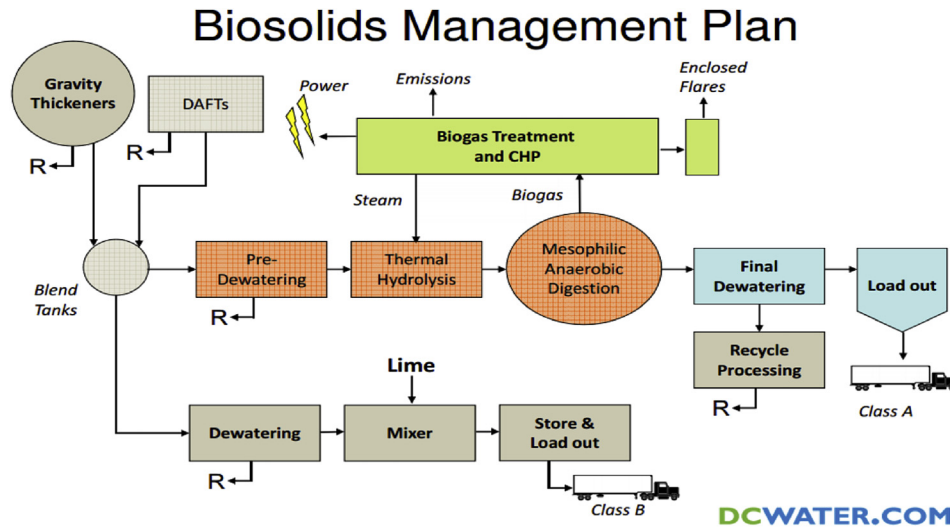 Biosolids Management Plan
Gravity
Thickeners
DAFTs
Power
Emissions
Enclosed
Flares
Biogas Treatment
and CHP
R
R
Steam
Biogas
Blend
Tanks
Pre-
Dewatering
Thermal
Hydrolysis
Mesophilic
Anaerobic
Digestion
Final
Dewatering
Load out
R
Recycle
Processing
R
Class A
Lime
Dewatering
Mixer
Store &
Load out
R
Class B
DCWATER.COM